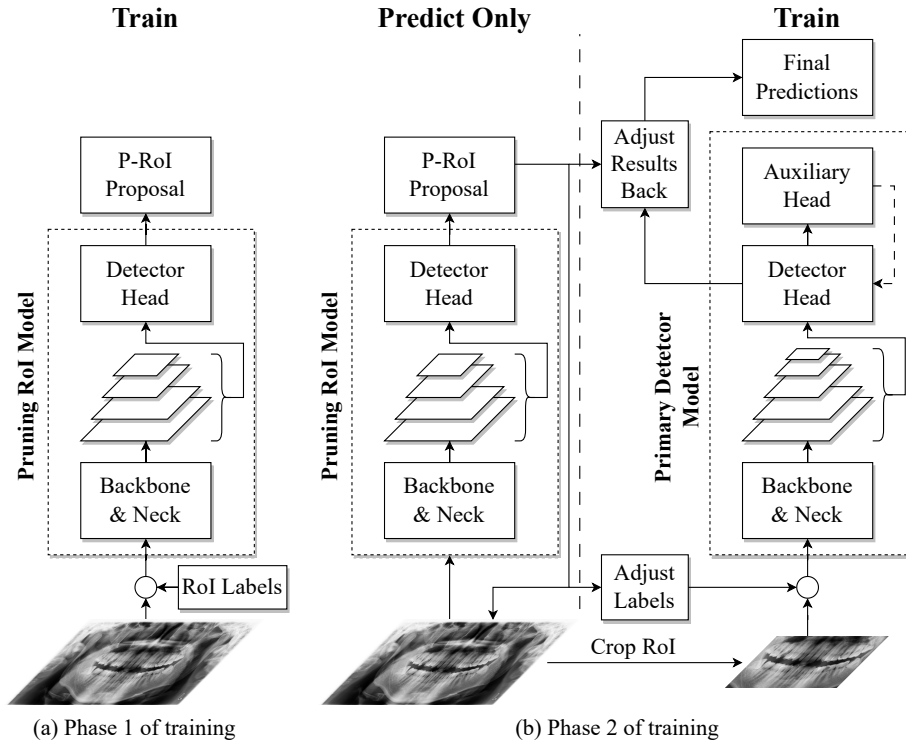 Train
Predict Only
Train
P-RoI
Proposal
Detector
Head
Backbone
& Neck
Pruning RoI Model
RoI Labels
P-RoI
Proposal
Detector
Head
Backbone
& Neck
Pruning RoI Model
Final
Predictions
Adjust
Results
Back
Auxiliary
Head
Detector
Head
Backbone
& Neck
Primary Detetcor
Model
Adjust
Labels
Crop RoI
(a) Phase 1 of training
(b) Phase 2 of training